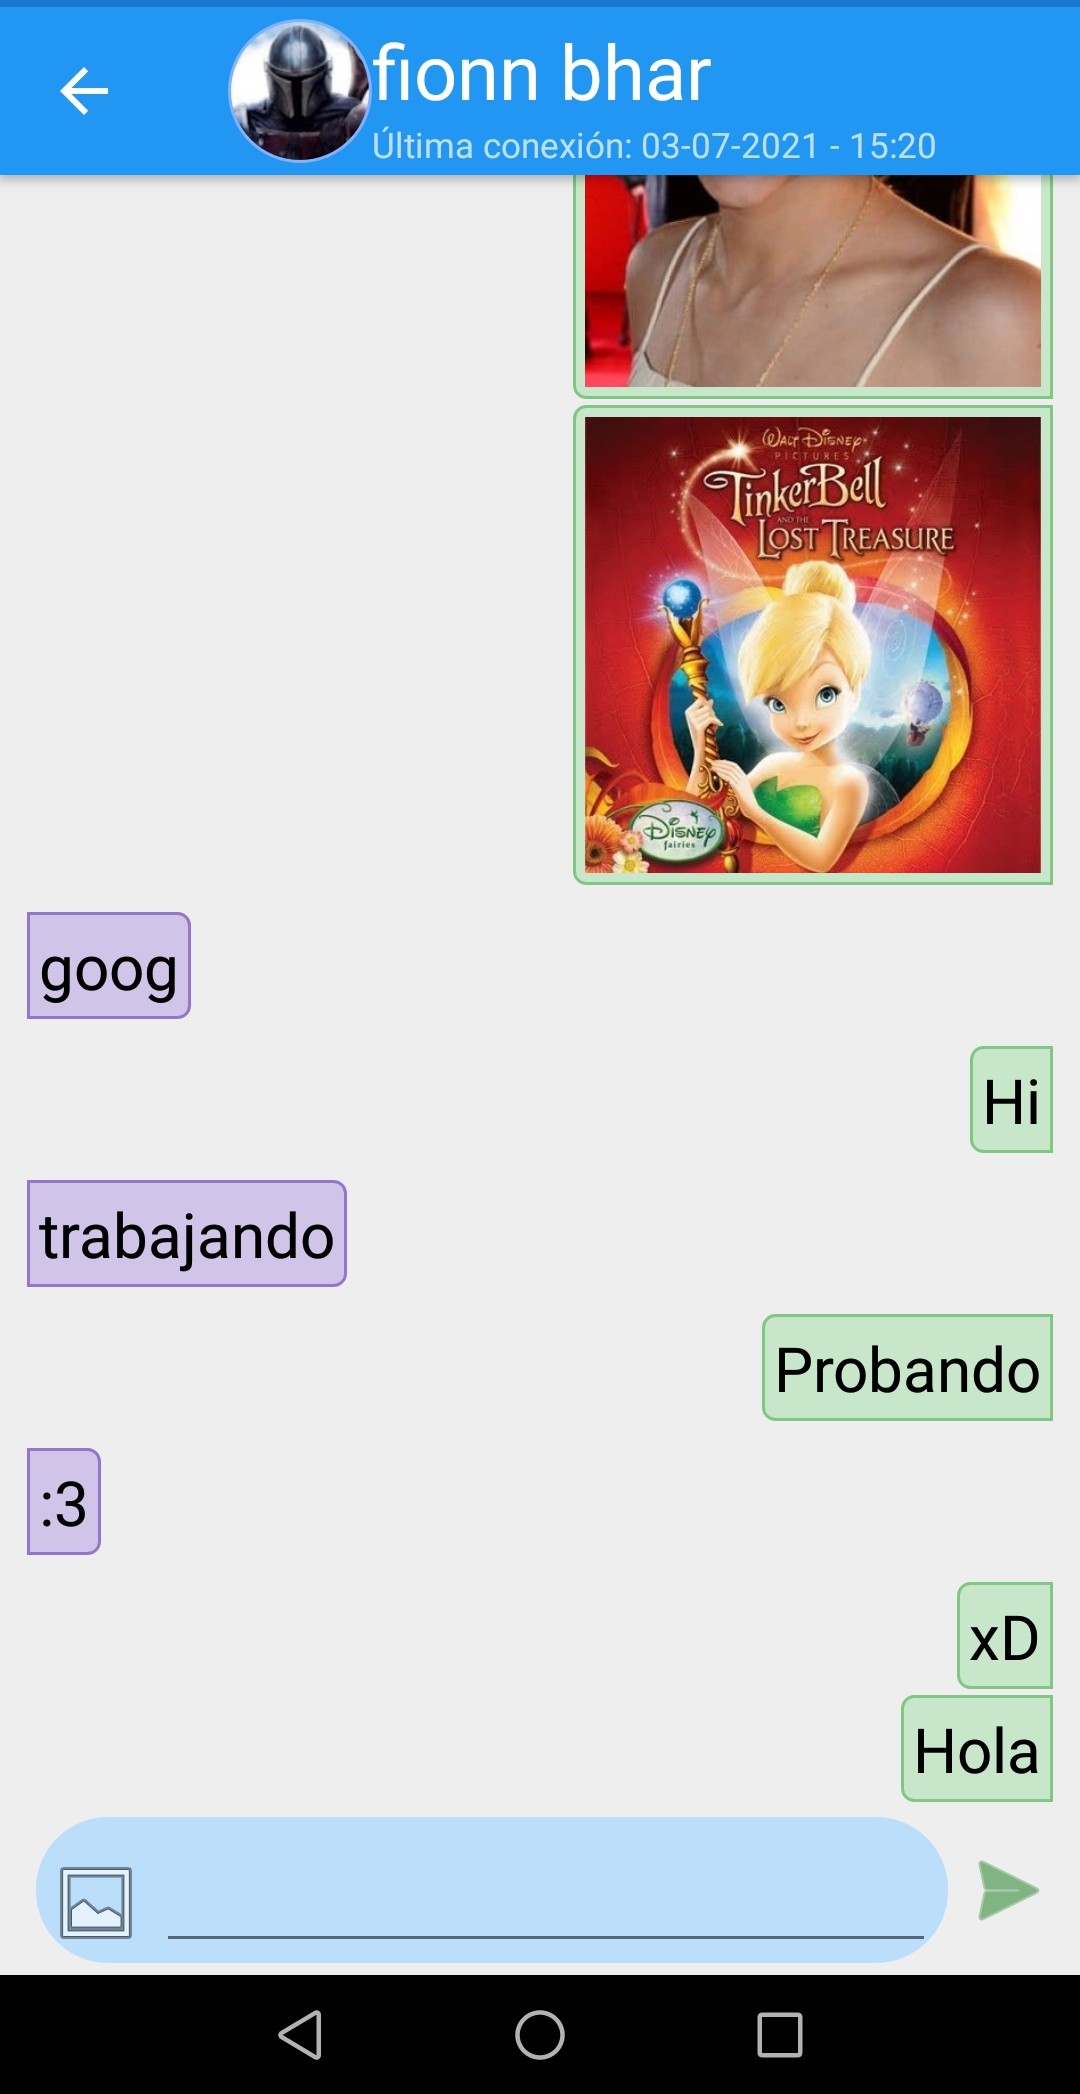 fionn bhar
Última conexión: 03-07-2021 - 15:20
WALT DISNEY
PICTURES
TinkerBell
AND THE
LOST TREASURE
DISNEY
fairies
goog
Hi
trabajando
Probando
:3
xD
Hola